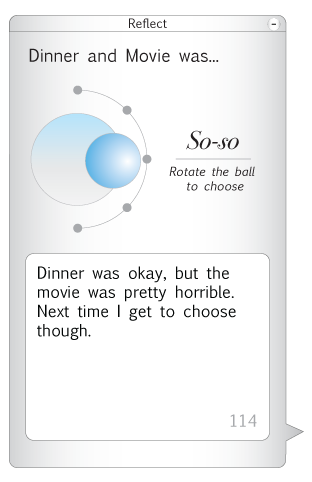 Reflect
Dinner and Movie was...
So-so
Rotate the ball
to choose
Dinner was okay, but the
movie was pretty horrible.
Next time I get to choose
though.
114